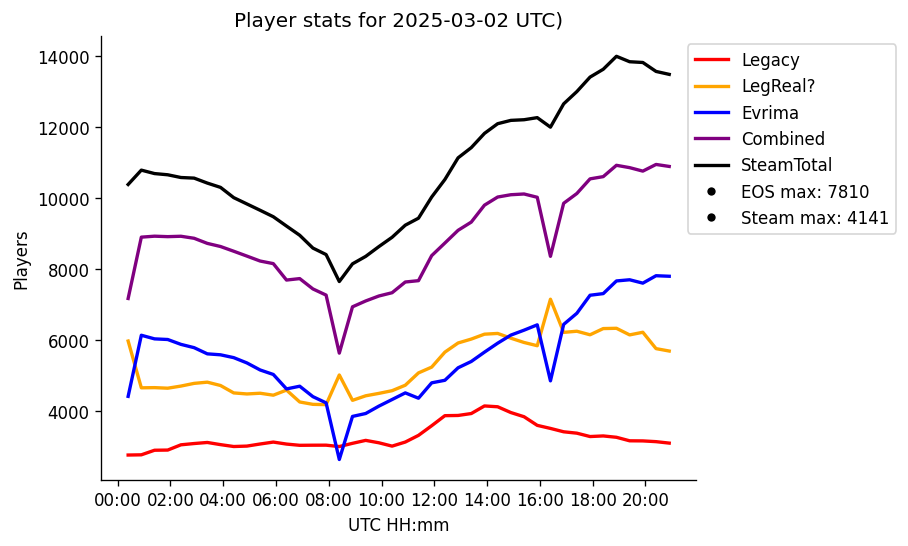 Player stats for 2025-03-02 UTC)
Players
14000
12000
10000
8000
6000
4000
00:00 02:00 04:00 06:00 08:00 10:00 12:00 14:00 16:00 18:00 20:00
UTC HH:mm
Legacy
LegReal?
Evrima
Combined
SteamTotal
EOS max: 7810
Steam max: 4141